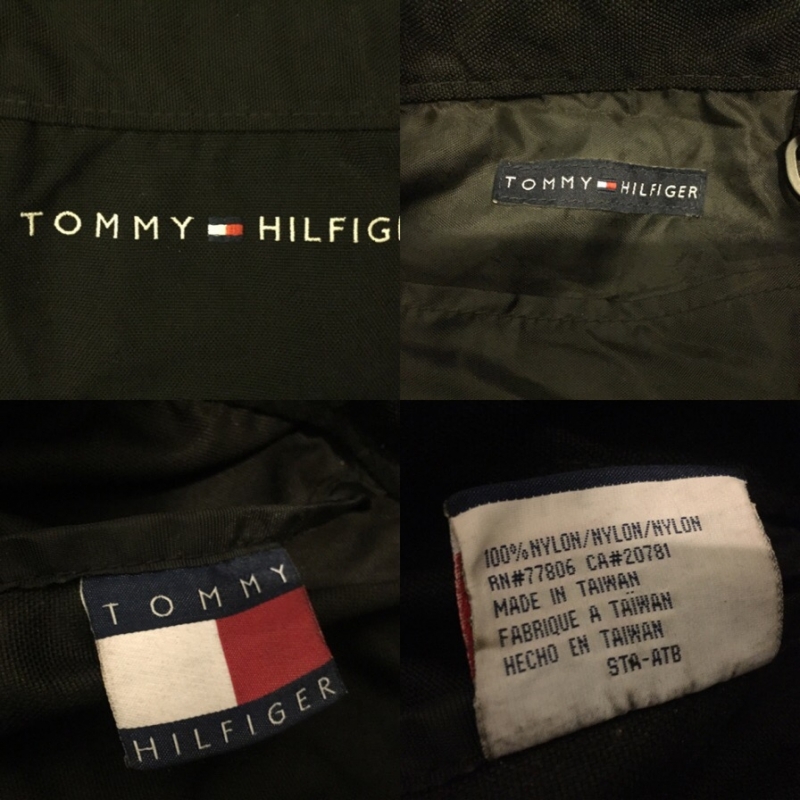 TOMMY HILFIG
TOMMY HILFIGER
TOMMY
HILFIGER
100% NYLON/NYLON/NYLON
RN#77806 CA#20781
MADE IN TAIWAN
FABRIQUE A TAÏWAN
HECHO EN TAIWAN
STA-ATB